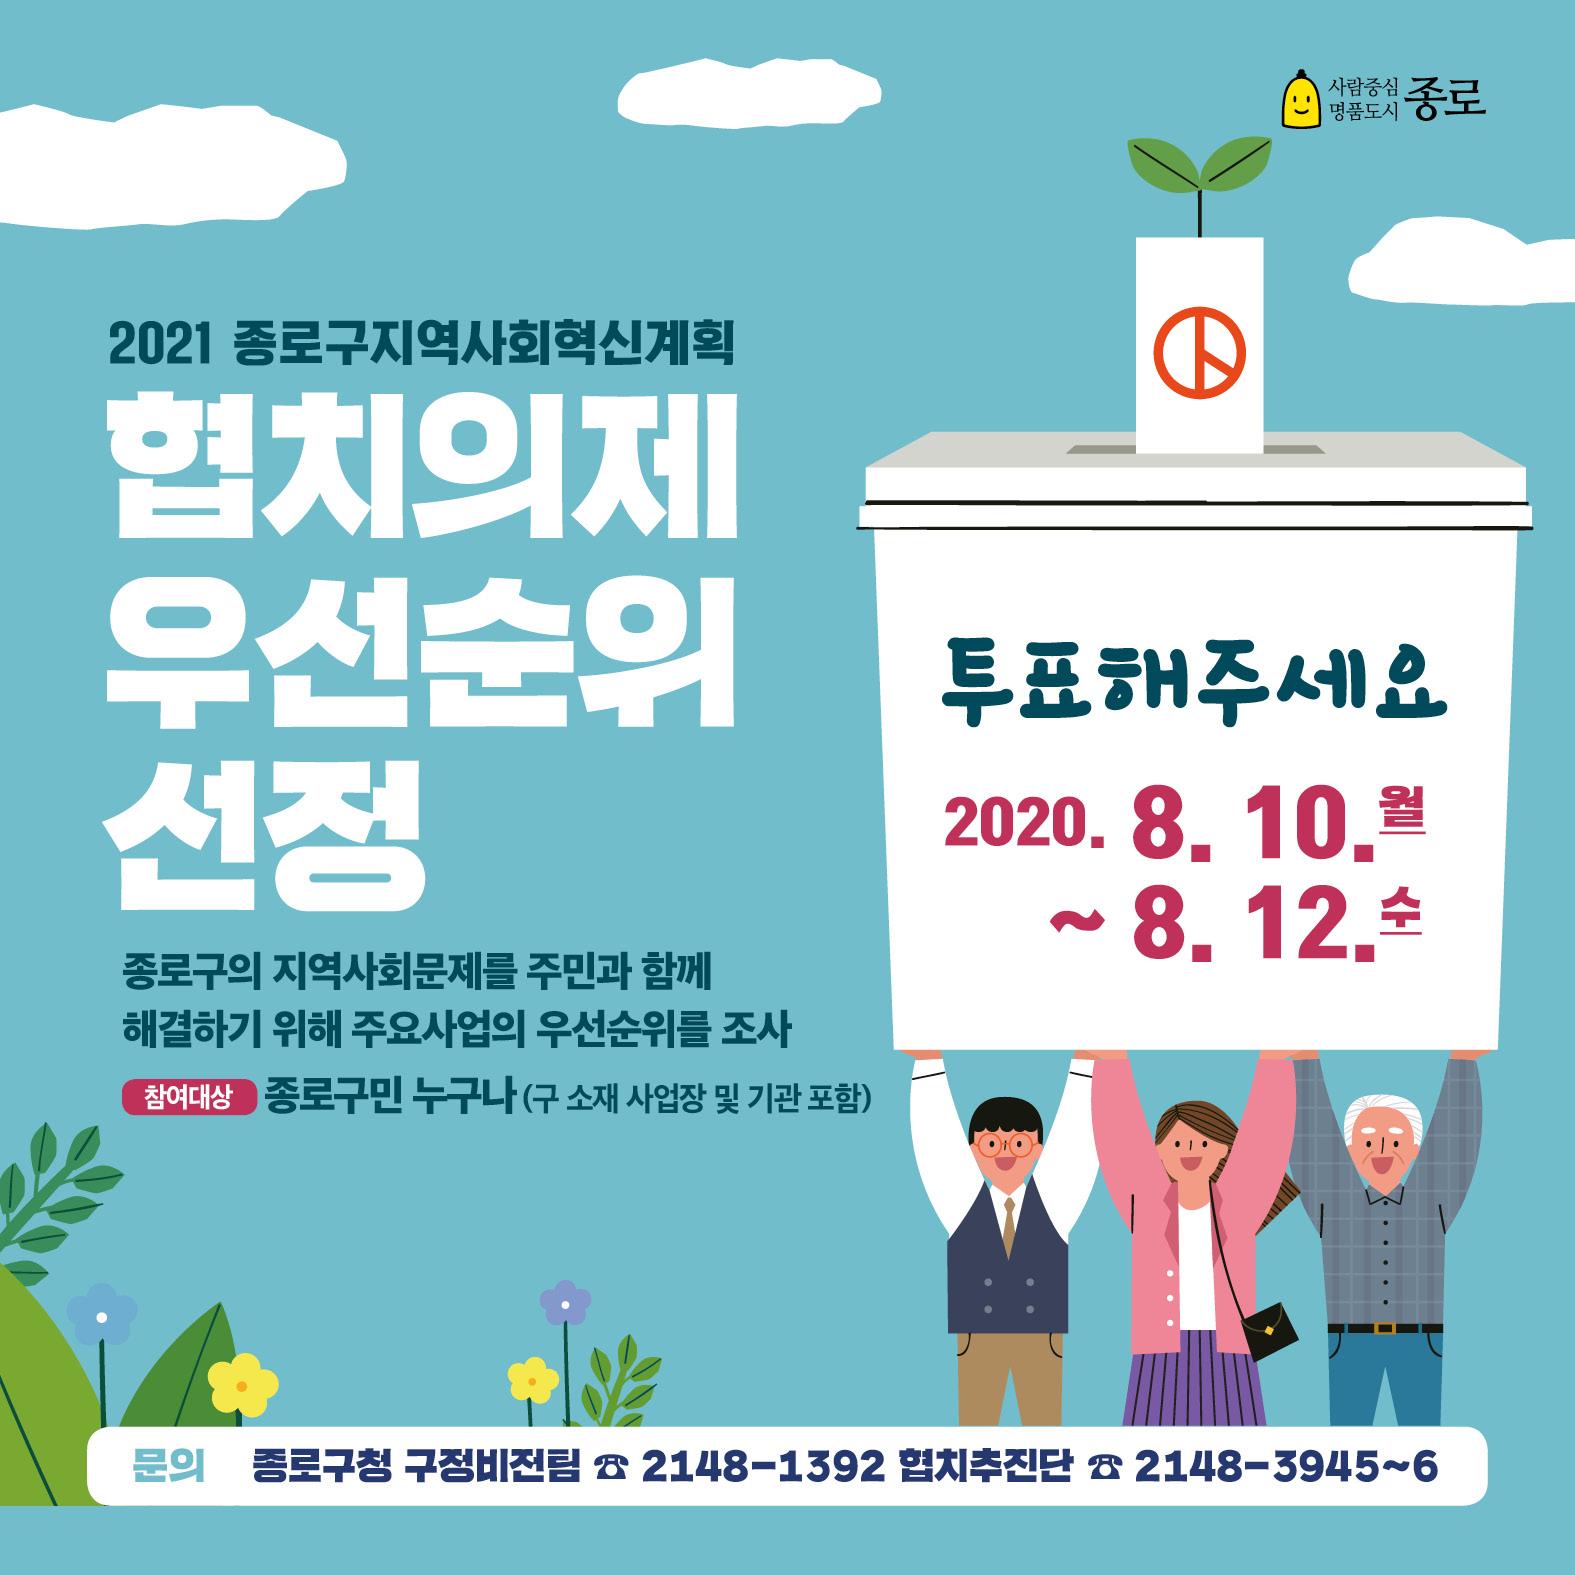 사람중심
명품도시 종로
2021 종로구지역사회혁신계획
협치의제
우선순위
선정
종로구의 지역사회문제를 주민과 함께
해결하기 위해 주요사업의 우선순위를 조사
참여대상 종로구민 누구나 (구 소재 사업장 및 기관 포함)
투표해주세요
2020. 8. 10.월
~ 8. 12.수
문의 종로구청 구정비전팀 ☎ 2148-1392 협치추진단 ☎ 2148-3945~6